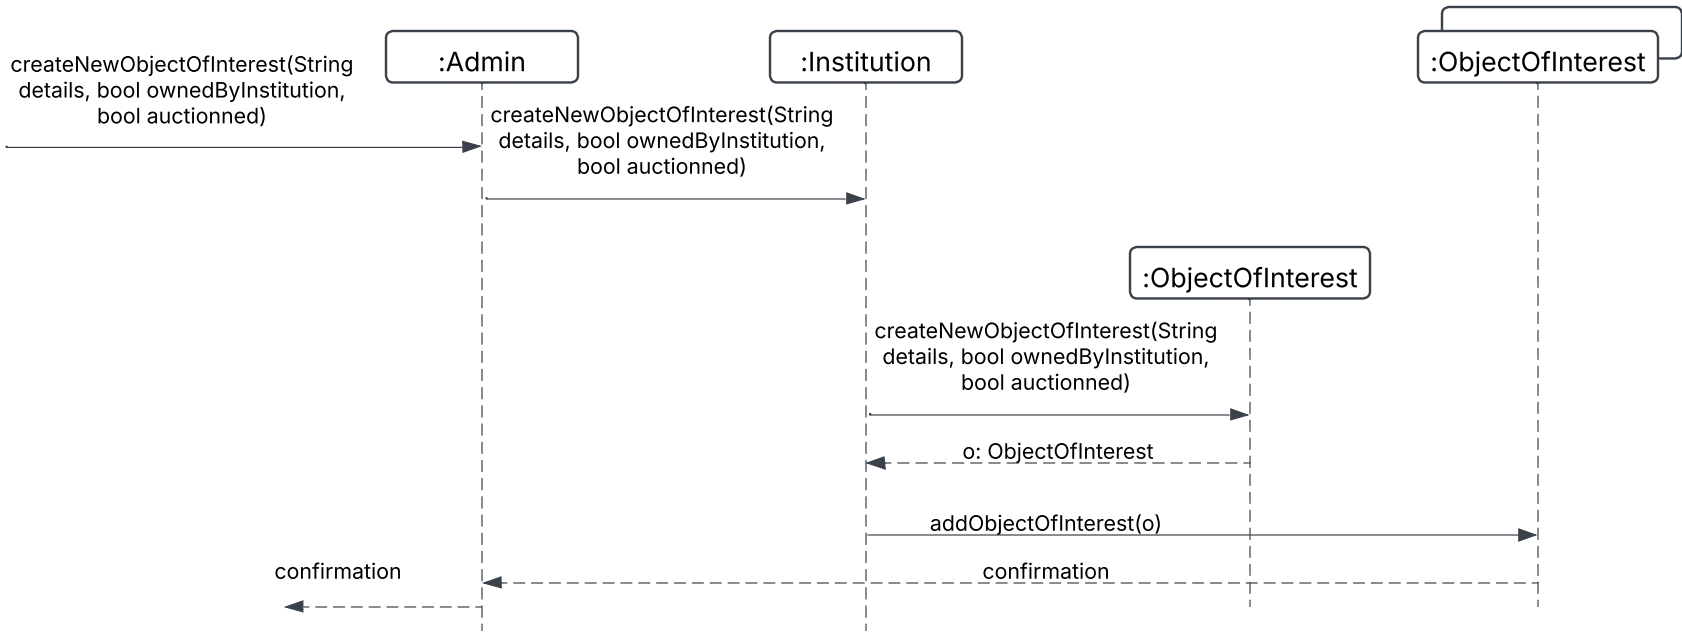 :Admin
:Institution
:ObjectOfInterest
createNewObjectOfInterest(String
details, bool ownedByInstitution,
bool auctionned)
createNewObjectOfInterest(String
details, bool ownedByInstitution,
bool auctionned)
:ObjectOfInterest
createNewObjectOfInterest(String
details, bool ownedByInstitution,
bool auctionned)
o: ObjectOfInterest
addObjectOfInterest(o)
confirmation
confirmation